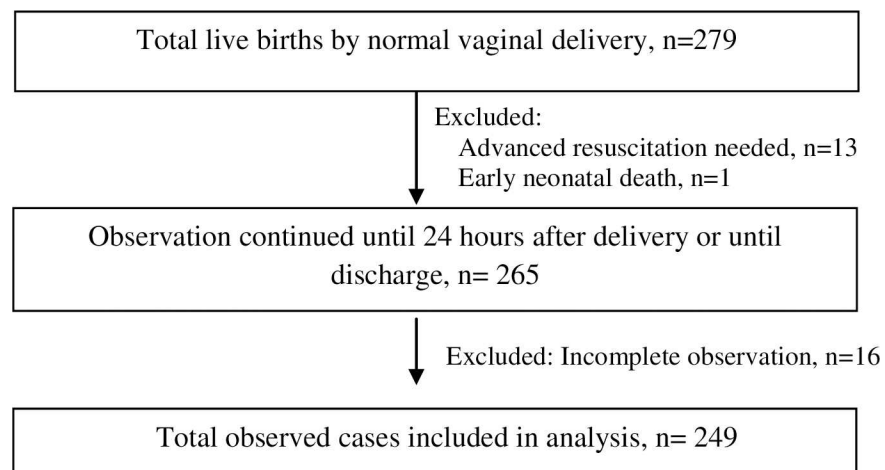 Total live births by normal vaginal delivery, n=279
Excluded:
Advanced resuscitation needed, n=13
Early neonatal death, n=1
Observation continued until 24 hours after delivery or until
discharge, n= 265
Excluded: Incomplete observation, n=16
Total observed cases included in analysis, n= 249